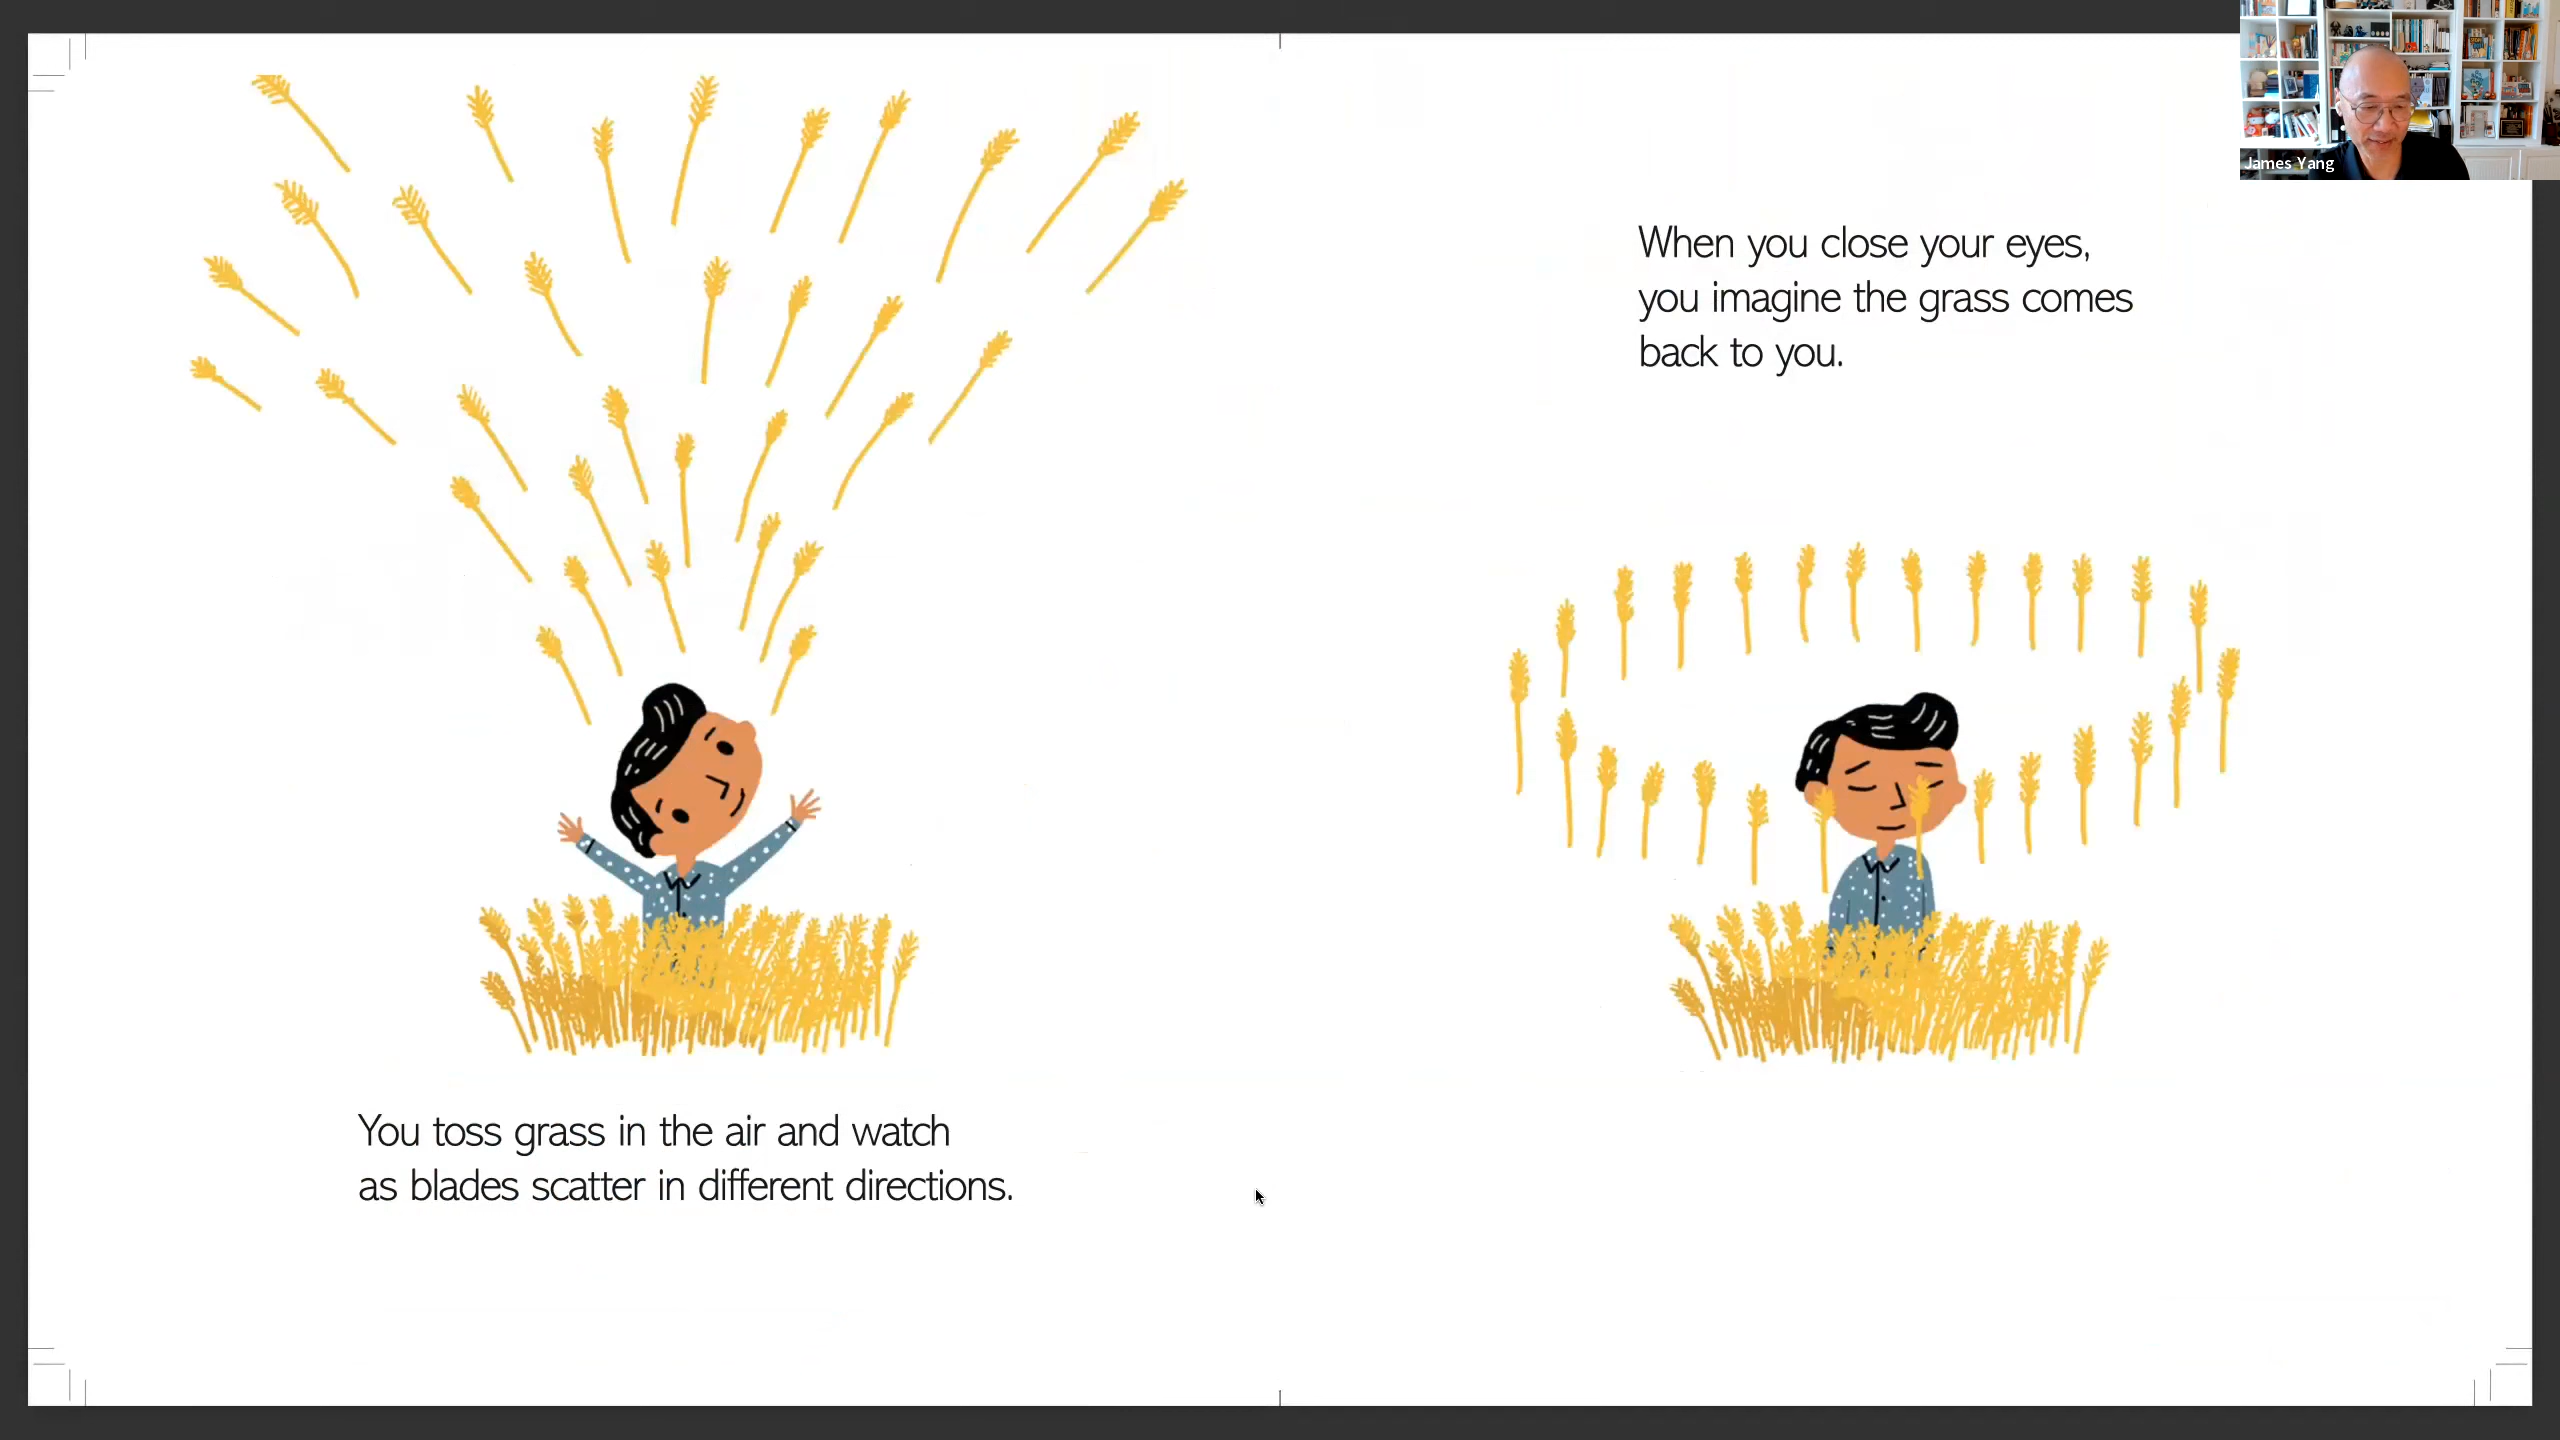 You toss grass in the air and watch
as blades scatter in different directions.
When you close your eyes,
you imagine the grass comes
back to you.
James Yang